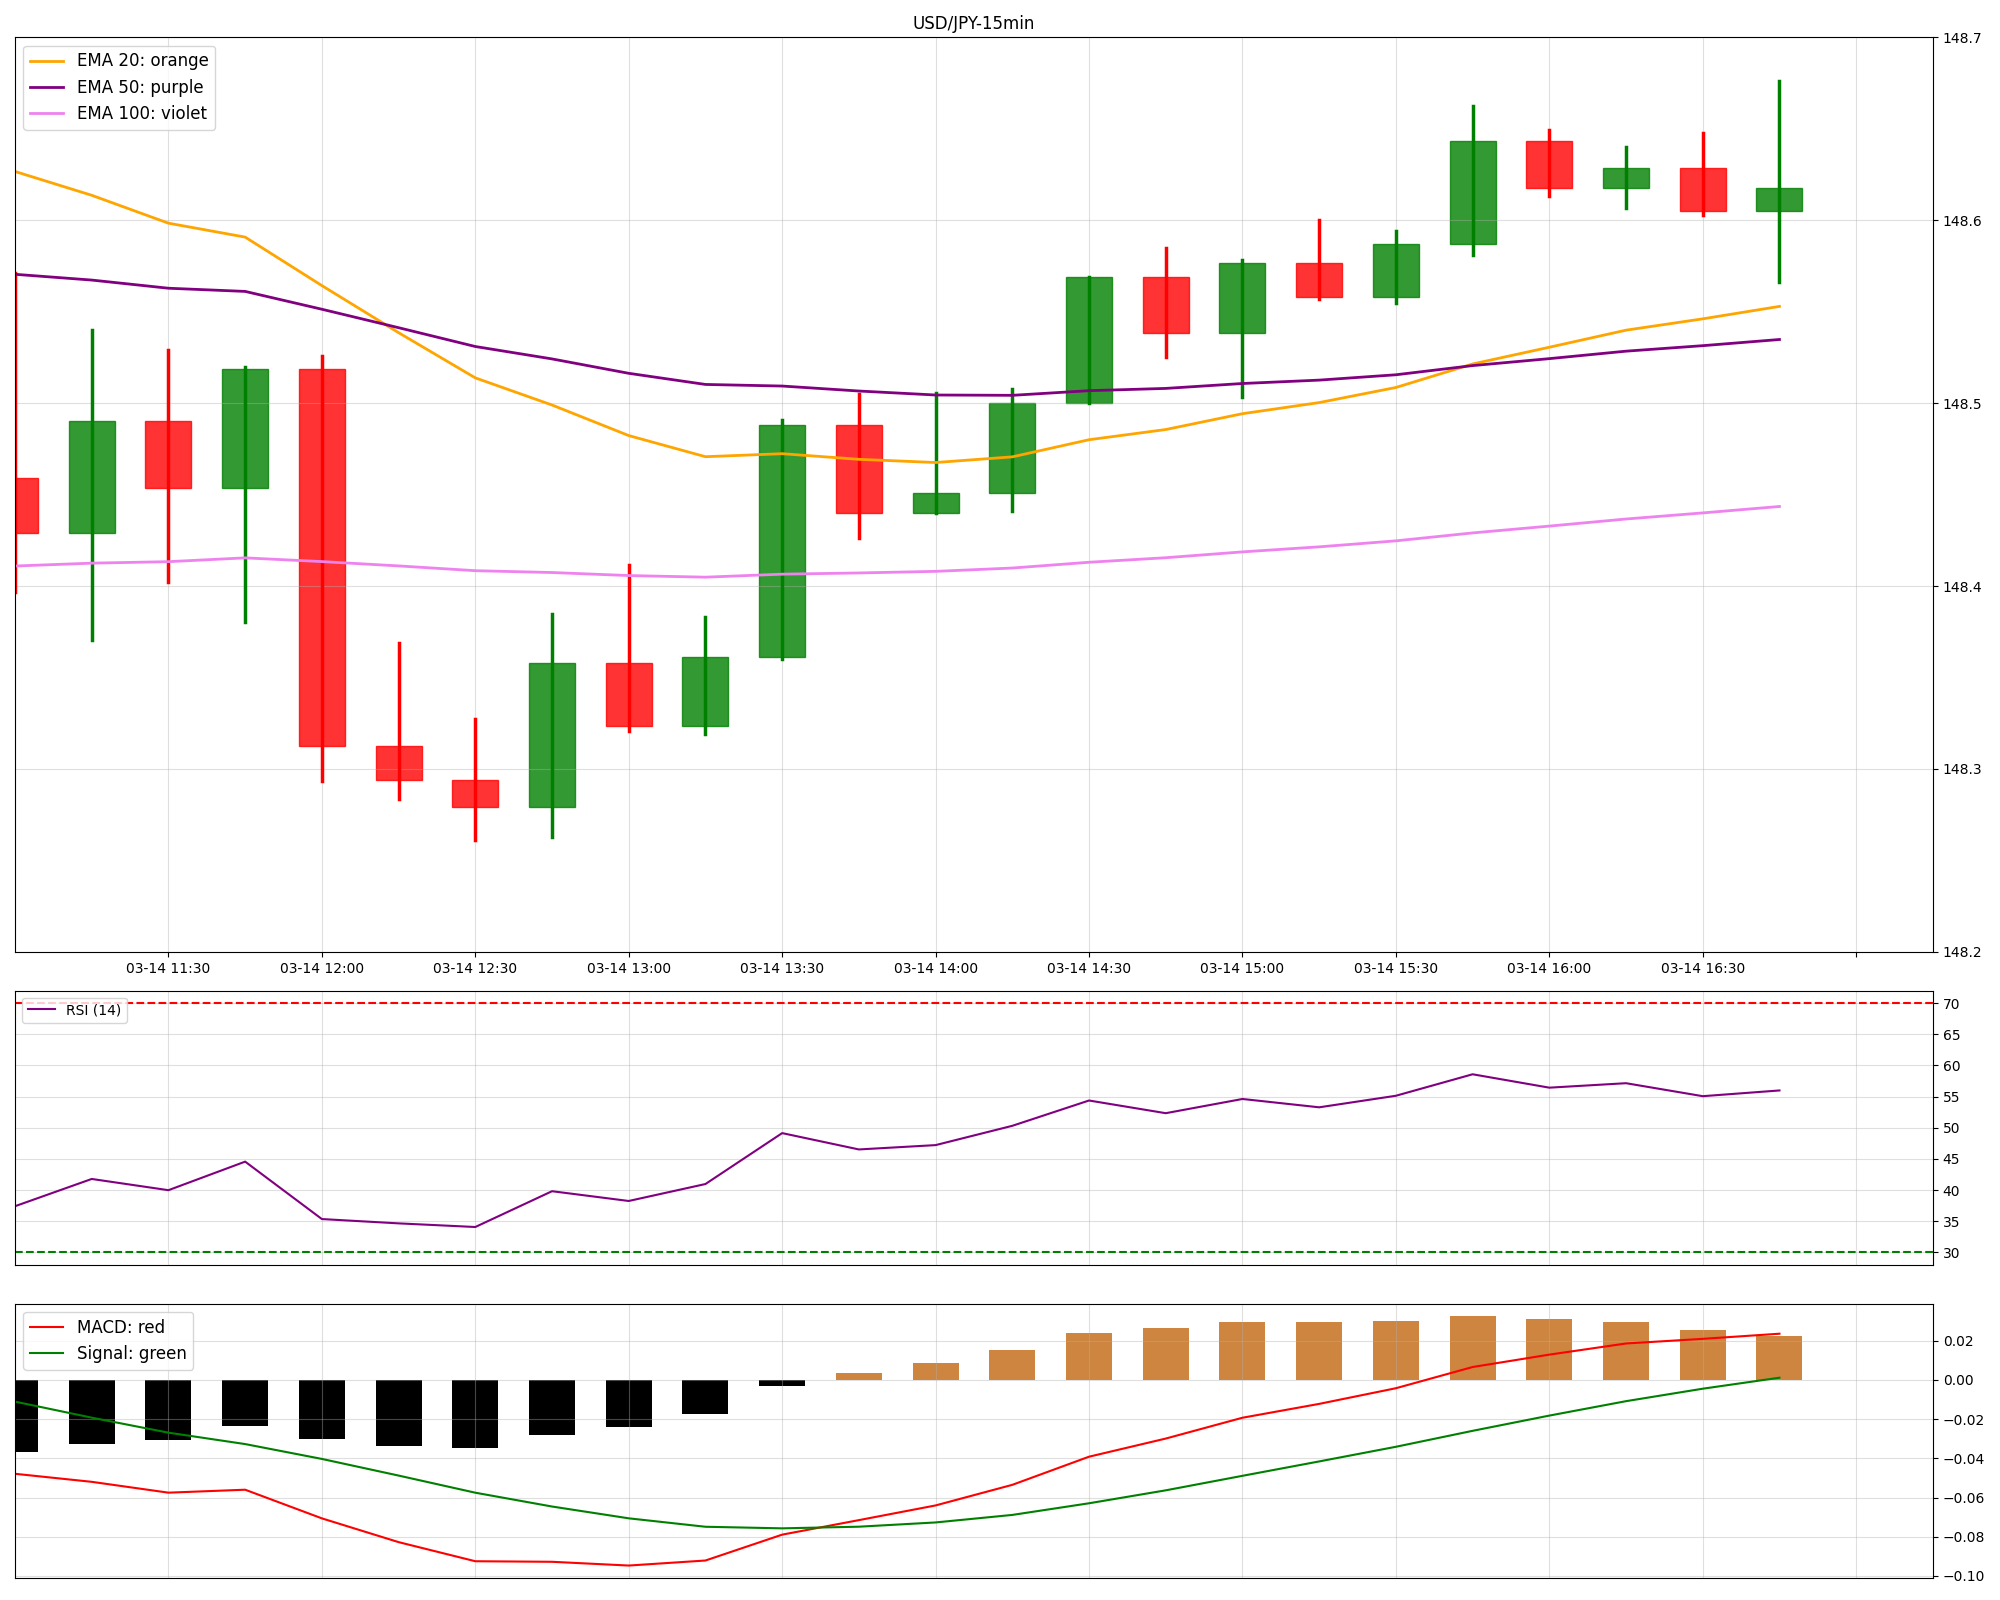 USD/JPY-15min
EMA 20: orange
EMA 50: purple
EMA 100: violet
148.7
148.6
148.5
148.4
148.3
148.2
03-14 11:30 03-14 12:00 03-14 12:30 03-14 13:00 03-14 13:30 03-14 14:00 03-14 14:30 03-14 15:00 03-14 15:30 03-14 16:00 03-14 16:30
RSI (14)
70
65
60
55
50
45
40
35
30
MACD: red
Signal: green
0.02
0.00
−0.02
−0.04
−0.06
−0.08
−0.10